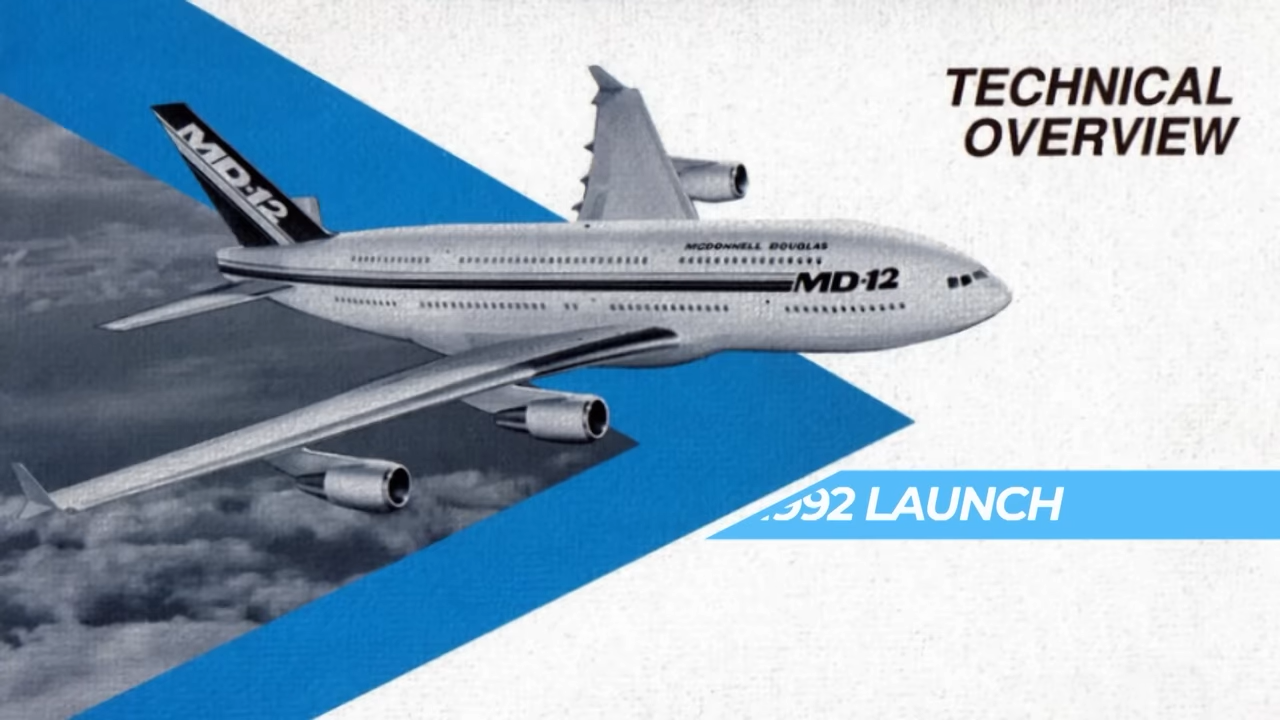 TECHNICAL
OVERVIEW
MD-12
MCDONNELL DOUGLAS
MD-12
992 LAUNCH